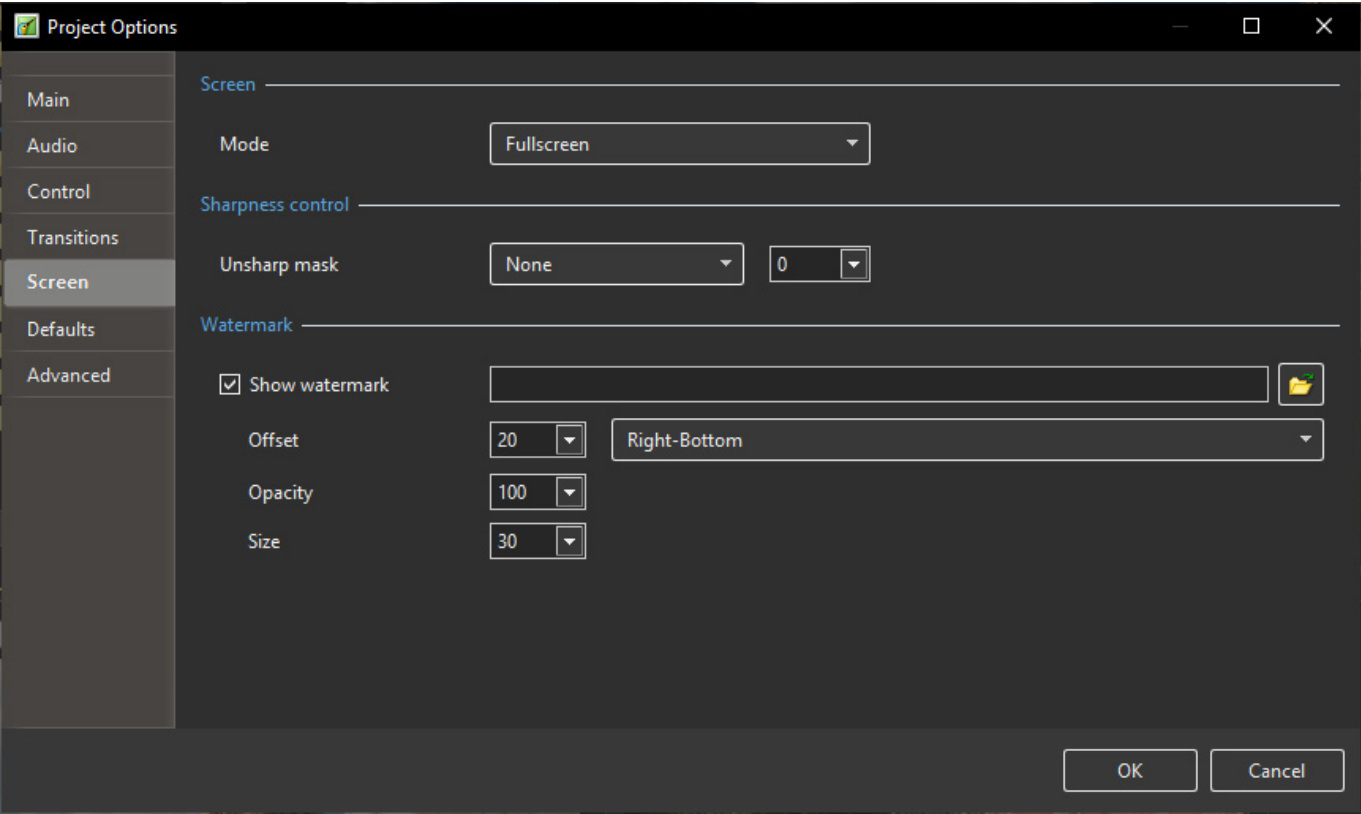 Project Options
Main
Audio
Control
Transitions
Screen
Defaults
Advanced
Screen
Mode Fullscreen
Sharpness control
Unsharp mask None 0
Watermark
Show watermark
Offset 20 Right-Bottom
Opacity 100
Size 30
OK Cancel